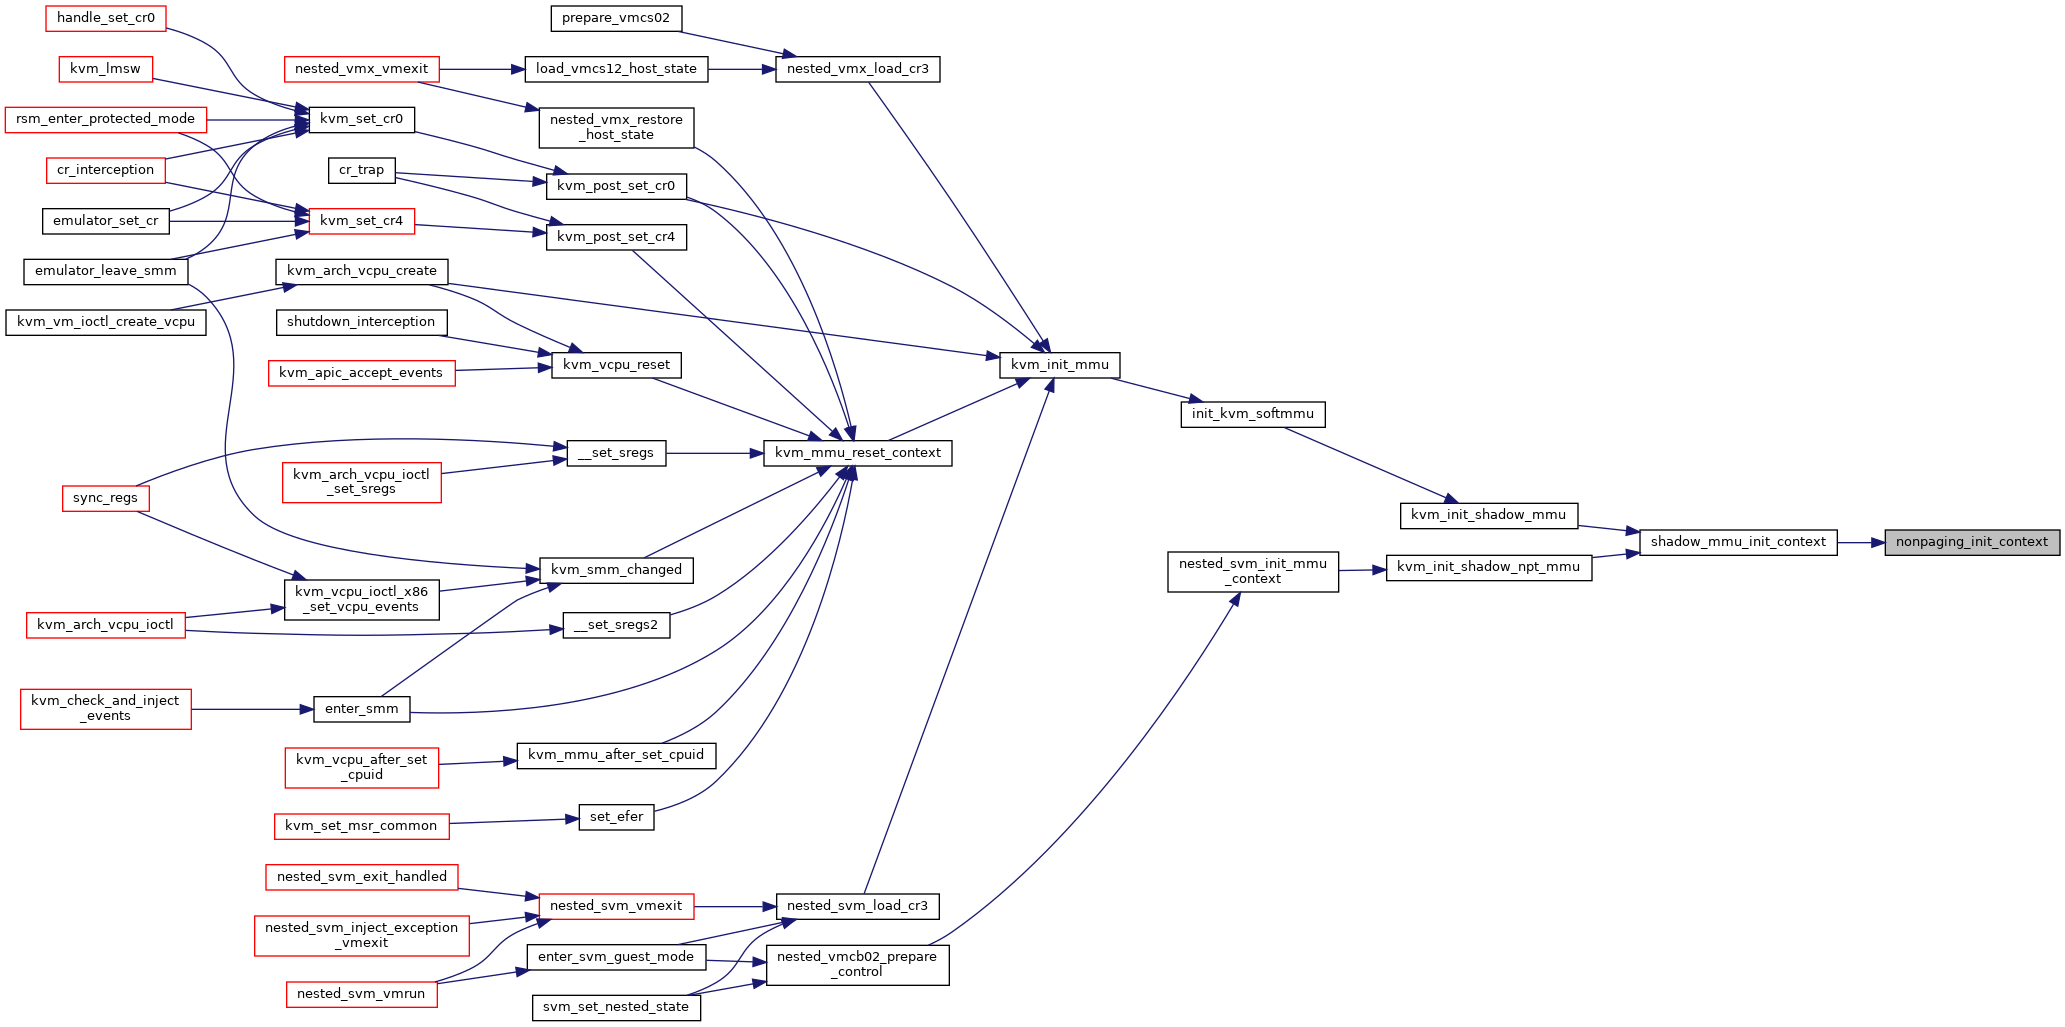 handle_set_cr0
prepare_vmcs02
kvm_lmsw
nested_vmx_vmexit
load_vmcs12_host_state
nested_vmx_load_cr3
rsm_enter_protected_mode
kvm_set_cr0
nested_vmx_restore
_host_state
cr_interception
cr_trap
kvm_post_set_cr0
emulator_set_cr
kvm_set_cr4
kvm_post_set_cr4
emulator_leave_smm
kvm_arch_vcpu_create
kvm_vm_ioctl_create_vcpu
shutdown_interception
kvm_apic_accept_events
kvm_vcpu_reset
kvm_init_mmu
init_kvm_softmmu
__set_sregs
kvm_mmu_reset_context
kvm_arch_vcpu_ioctl
_set_sregs
sync_regs
kvm_init_shadow_mmu
shadow_mmu_init_context
nonpaging_init_context
kvm_smm_changed
nested_svm_init_mmu
_context
kvm_init_shadow_npt_mmu
kvm_vcpu_ioctl_x86
_set_vcpu_events
kvm_arch_vcpu_ioctl
__set_sregs2
kvm_check_and_inject
_events
enter_smm
kvm_vcpu_after_set
_cpuid
kvm_mmu_after_set_cpuid
kvm_set_msr_common
set_efer
nested_svm_exit_handled
nested_svm_vmexit
nested_svm_load_cr3
nested_svm_inject_exception
_vmexit
enter_svm_guest_mode
nested_vmcb02_prepare
_control
nested_svm_vmrun
svm_set_nested_state